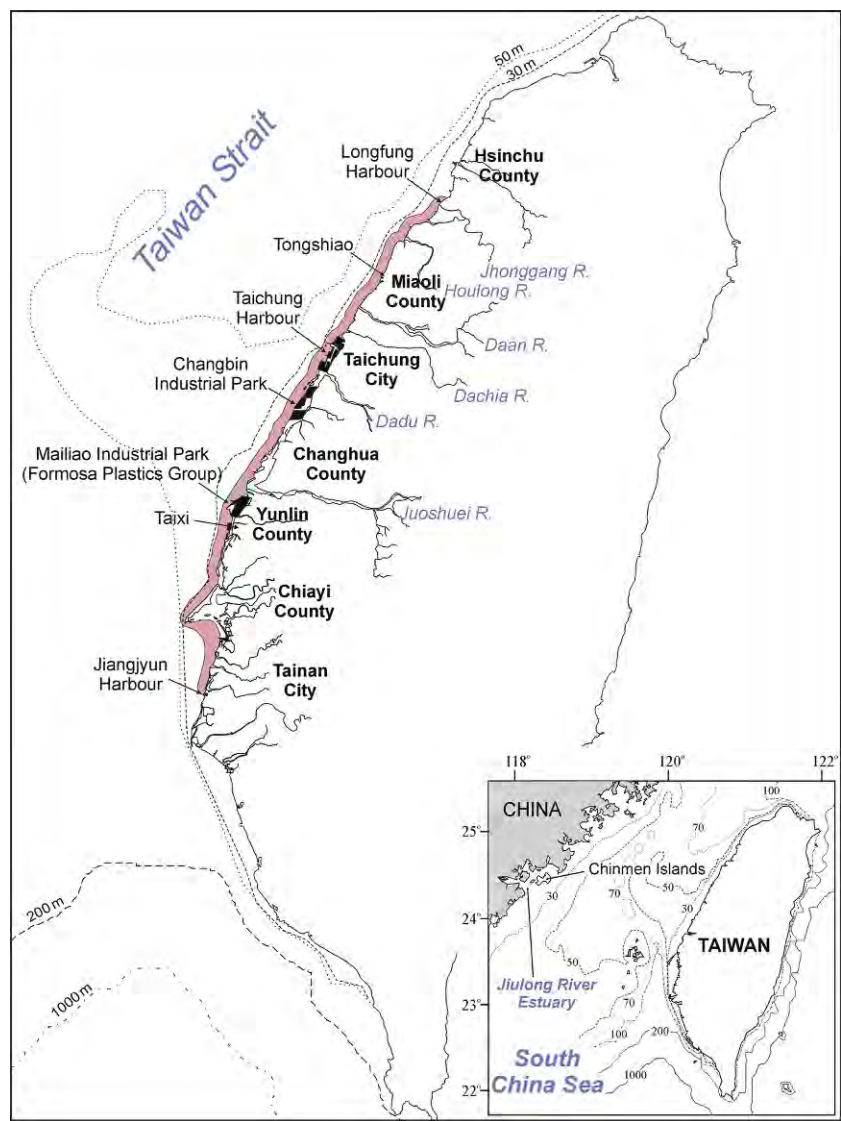 50 m
30 m
Taiwan Strait
Longfung
Harbour
Hsinchu
County
Tongshiao
Jhonggang R.
Miaoli
County
Houlong R.
Taichung
Harbour
Daan R.
Taichung
City
Changbin
Industrial Park
Dachia R.
Dadu R.
Changhua
County
Mailiao Industrial Park
(Formosa Plastics Group)
Taixi
Yunlin
County
Juoshuei R.
Chiayi
County
Jiangjyun
Harbour
Tainan
City
200 m
1000 m
118°
120°
122°
25°
24°
23°
22°
CHINA
100
70
Chinmen Islands
50
30
70
30
TAIWAN
50
Jiulong River
Estuary
70
100
200
1000
South
China Sea